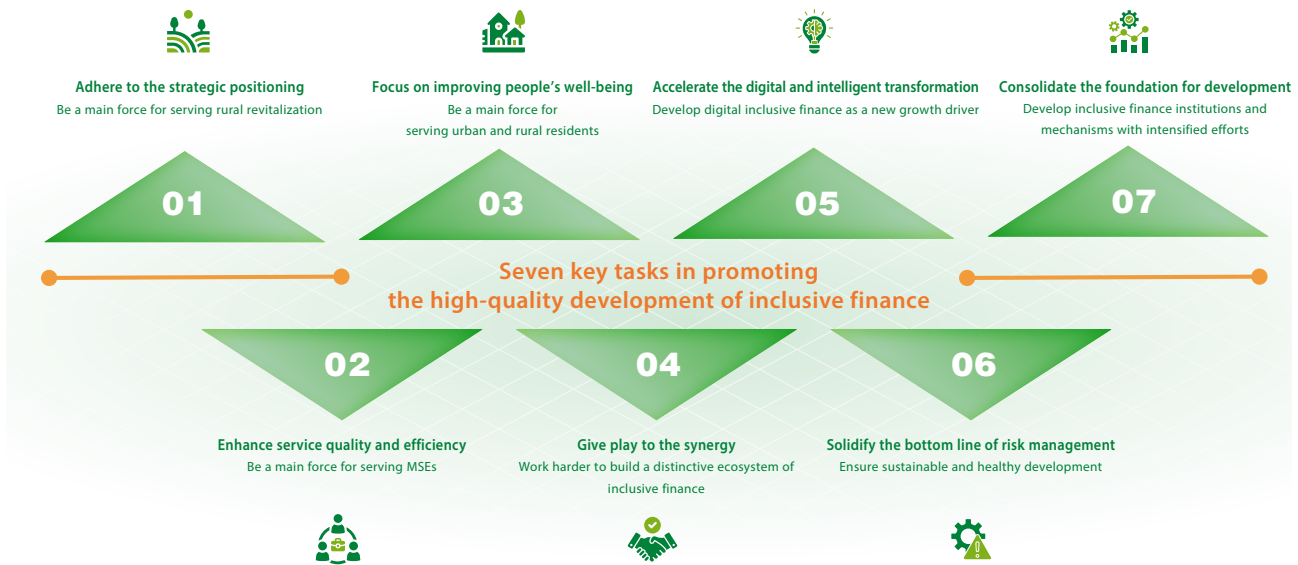 Adhere to the strategic positioning
Be a main force for serving rural revitalization
Focus on improving people's well-being
Be a main force for
serving urban and rural residents
Accelerate the digital and intelligent transformation
Develop digital inclusive finance as a new growth driver
Consolidate the foundation for development
Develop inclusive finance institutions and
mechanisms with intensified efforts
01
03
05
07
Seven key tasks in promoting
the high-quality development of inclusive finance
02
04
06
Enhance service quality and efficiency
Be a main force for serving MSEs
Give play to the synergy
Work harder to build a distinctive ecosystem of
inclusive finance
Solidify the bottom line of risk management
Ensure sustainable and healthy development